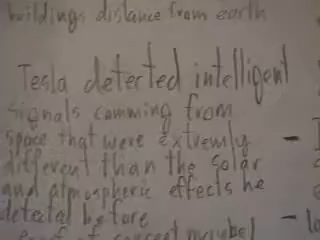 buildings distance from earth
Tesla detected intelligent
signals comming from
space that were extremly -
different than the solar
and atmospheric effects he
detected before -